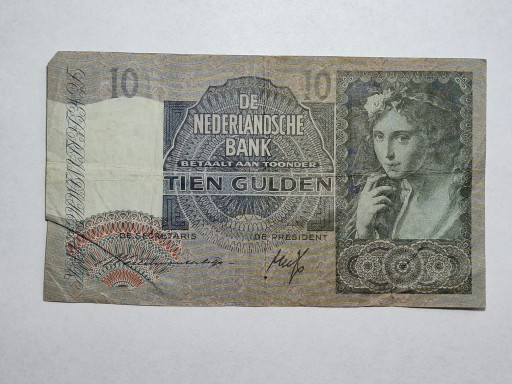 10
10
DE
NEDERLANDSCHE
BANK
BETAALT AAN TOONDER
TIEN GULDEN
DE SECRETARIS
DE PRESIDENT